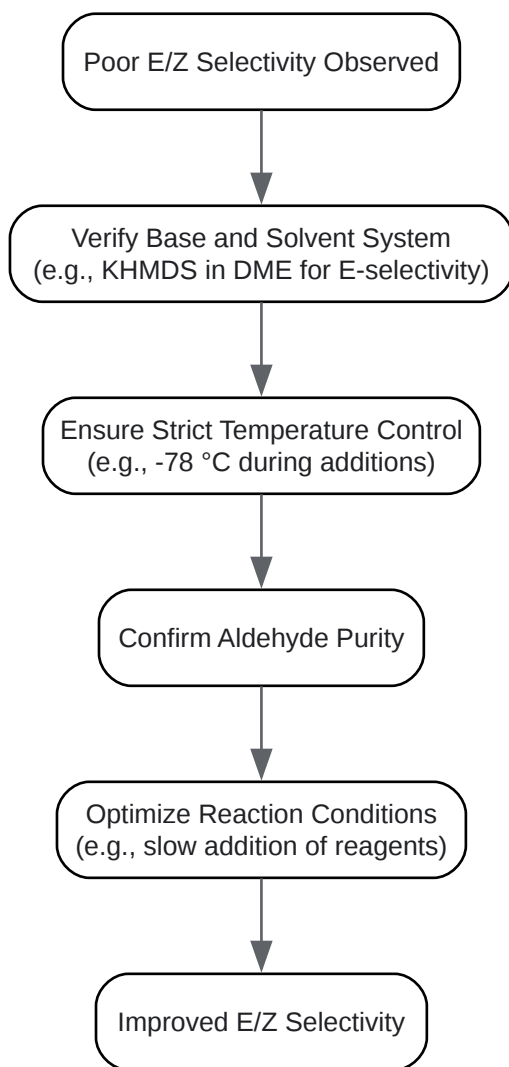 Poor E/Z Selectivity Observed
Verify Base and Solvent System
(e.g., KHMDS in DME for E-selectivity)
Ensure Strict Temperature Control
(e.g., -78 °C during additions)
Confirm Aldehyde Purity
Optimize Reaction Conditions
(e.g., slow addition of reagents)
Improved E/Z Selectivity